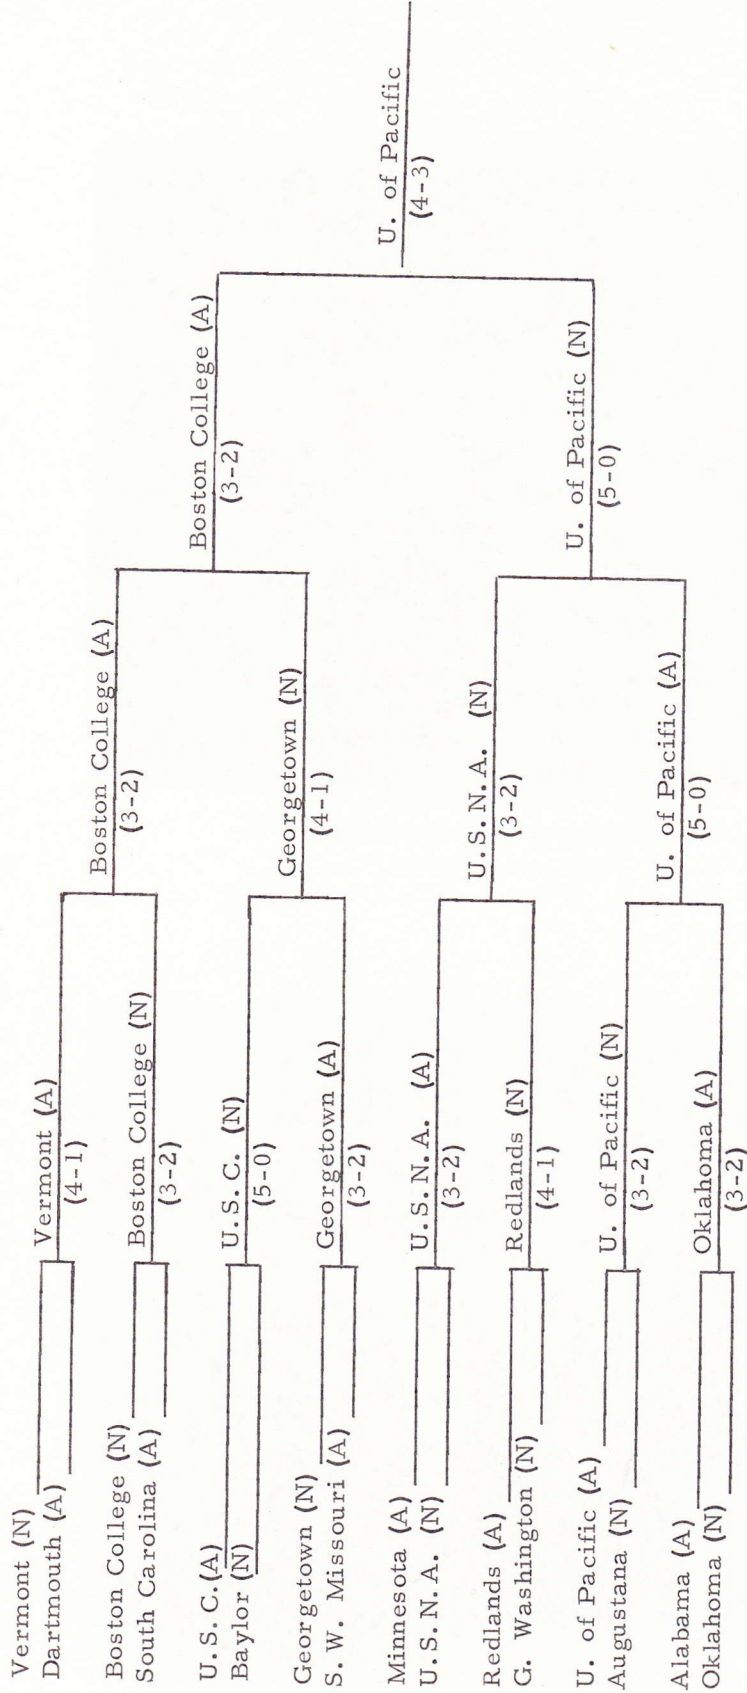 Vermont (N)
Dartmouth (A)
Boston College (N)
South Carolina (A)
U.S.C.(A)
Baylor (N)
Georgetown (N)
S. W. Missouri (A)
Minnesota (A)
U.S.N.A. (N)
Redlands (A)
G. Washington (N)
U. of Pacific (A)
Augustana (N)
Alabama (A)
Oklahoma (N)
Vermont (A)
(4-1)
Boston College (N)
(3-2)
U.S.C. (N)
(5-0)
Georgetown (A)
(3-2)
U.S.N.A. (A)
(3-2)
Redlands (N)
(4-1)
U. of Pacific (N)
(3-2)
Oklahoma (A)
(3-2)
Boston College (A)
(3-2)
Georgetown (N)
(4-1)
U.S.N.A. (N)
(3-2)
U. of Pacific (A)
(5-0)
Boston College (A)
(3-2)
U. of Pacific (N)
(5-0)
U. of Pacific
(4-3)